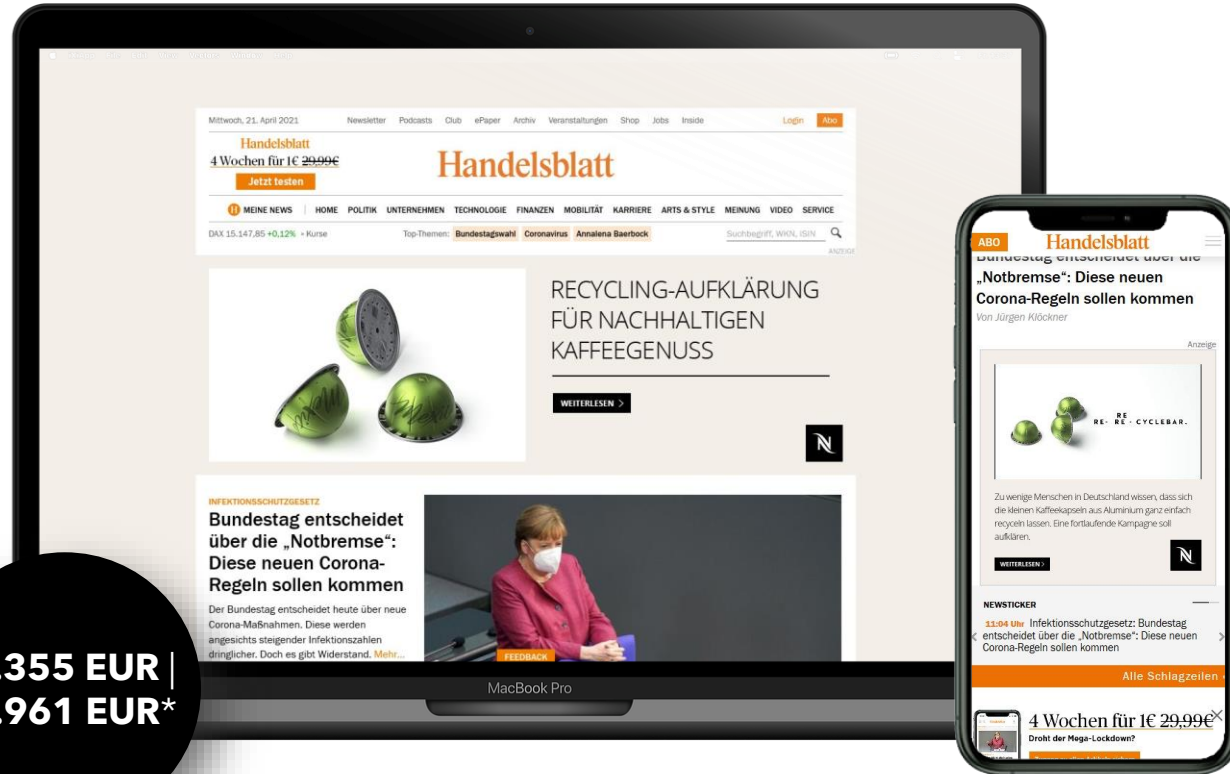 Mittwoch, 21. April 2021 Newsletter Podcasts Club ePaper Archiv Veranstaltungen Shop Jobs Inside Login Abo
Handelsblatt
4 Wochen für 1€ 29,99€
Jetzt testen
Handelsblatt
H MEINE NEWS | HOME POLITIK UNTERNEHMEN TECHNOLOGIE FINANZEN MOBILITÄT KARRIERE ARTS & STYLE MEINUNG VIDEO SERVICE
DAX 15.147,85 +0,12% » Kurse Top-Themen: Bundestagswahl Coronavirus Annalena Baerbock Suchbegriff, WKN, ISIN
ANZEIGE
RECYCLING-AUFKLÄRUNG
FÜR NACHHALTIGEN
KAFFEEGENUSS
WEITERLESEN >
N
INFEKTIONSSCHUTZGESETZ
Bundestag entscheidet
über die „Notbremse“:
Diese neuen Corona-
Regeln sollen kommen
Der Bundestag entscheidet heute über neue
Corona-Maßnahmen. Diese werden
angesichts steigender Infektionszahlen
dringlicher. Doch es gibt Widerstand. Mehr...
FEEDBACK
MacBook Pro
.355 EUR |
.961 EUR*
ABO Handelsblatt
Bundestag entscheidet über die
„Notbremse“: Diese neuen
Corona-Regeln sollen kommen
Von Jürgen Klöckner
Anzeige
RE
RE- RE - CYCLEBAR.
Zu wenige Menschen in Deutschland wissen, dass sich
die kleinen Kaffeekapseln aus Aluminium ganz einfach
recyceln lassen. Eine fortlaufende Kampagne soll
aufklären.
WEITERLESEN >
N
NEWSTICKER
11:04 Uhr Infektionsschutzgesetz: Bundestag
entscheidet über die „Notbremse“: Diese neuen
Corona-Regeln sollen kommen
Alle Schlagzeilen
4 Wochen für 1€ 29,99€
Droht der Mega-Lockdown?